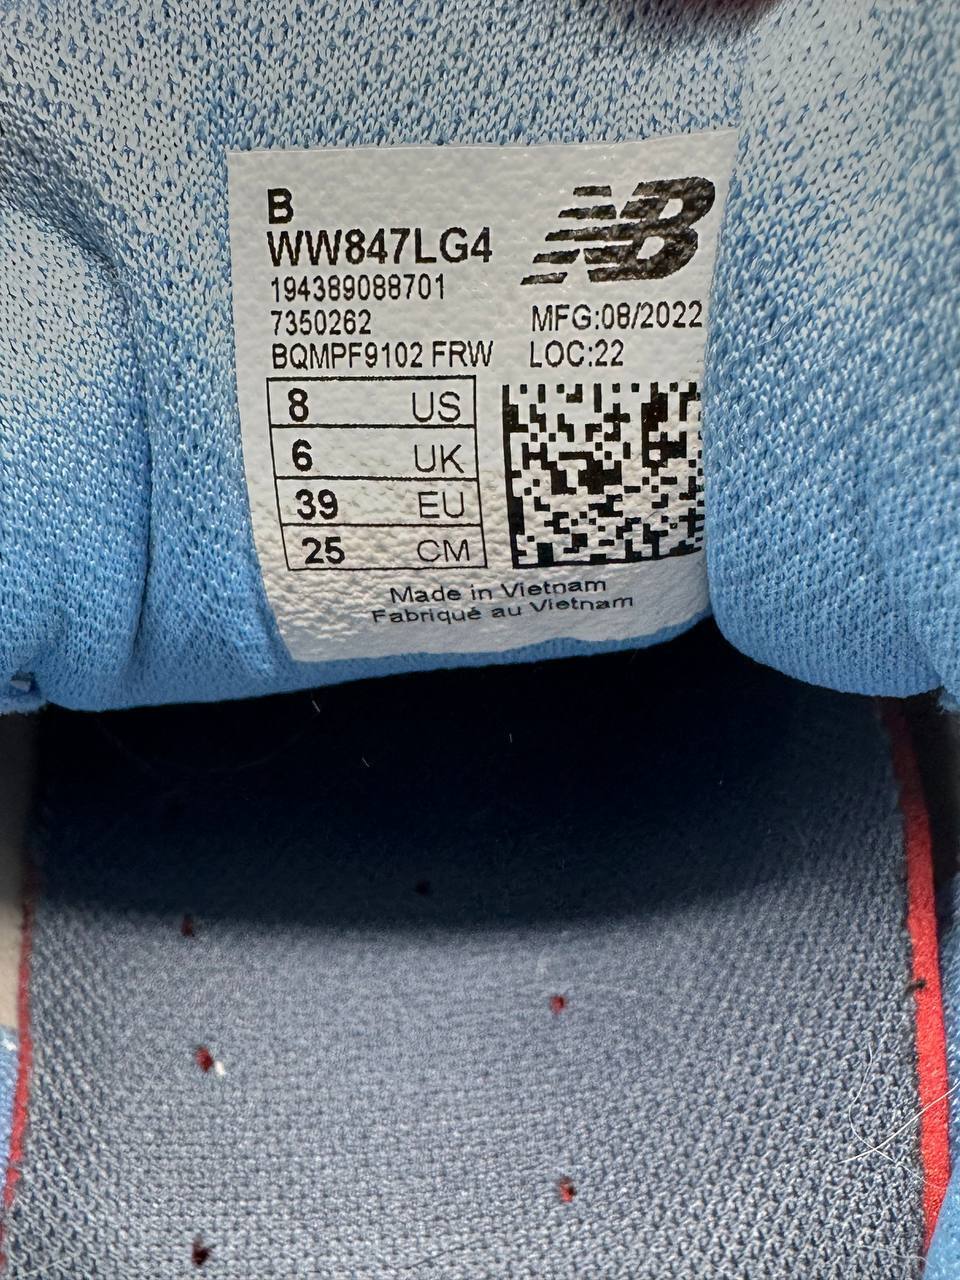 B
WW847LG4
194389088701
7350262
BQMPF9102 FRW
NB
MFG:08/2022
LOC:22
8 US
6 UK
39 EU
25 CM
Made in Vietnam
Fabriqué au Vietnam